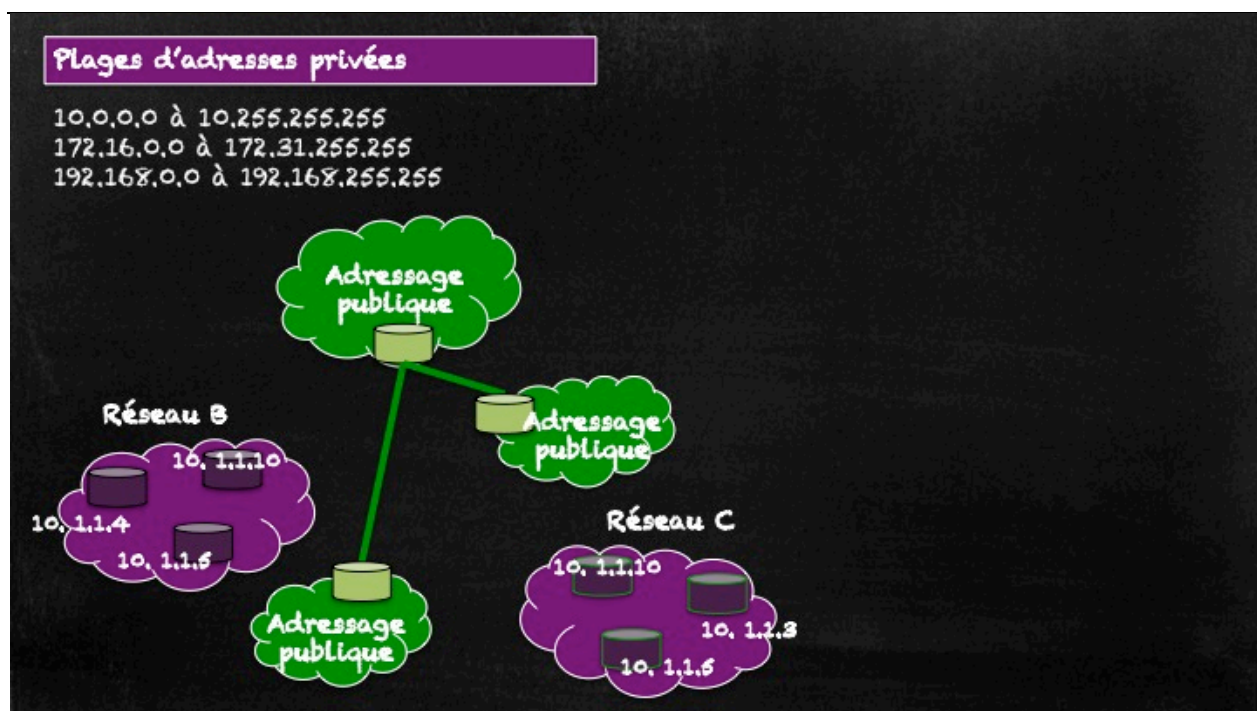 Plages d'adresses privées
10.0.0.0 à 10.255.255.255
172.16.0.0 à 172.31.255.255
192.168.0.0 à 192.168.255.255
Adressage
publique
Adressage
publique
Réseau B
10. 1.1.10
10. 1.1.4
10. 1.1.5
Réseau C
10. 1.1.10
10. 1.1.3
10. 1.1.5
Adressage
publique